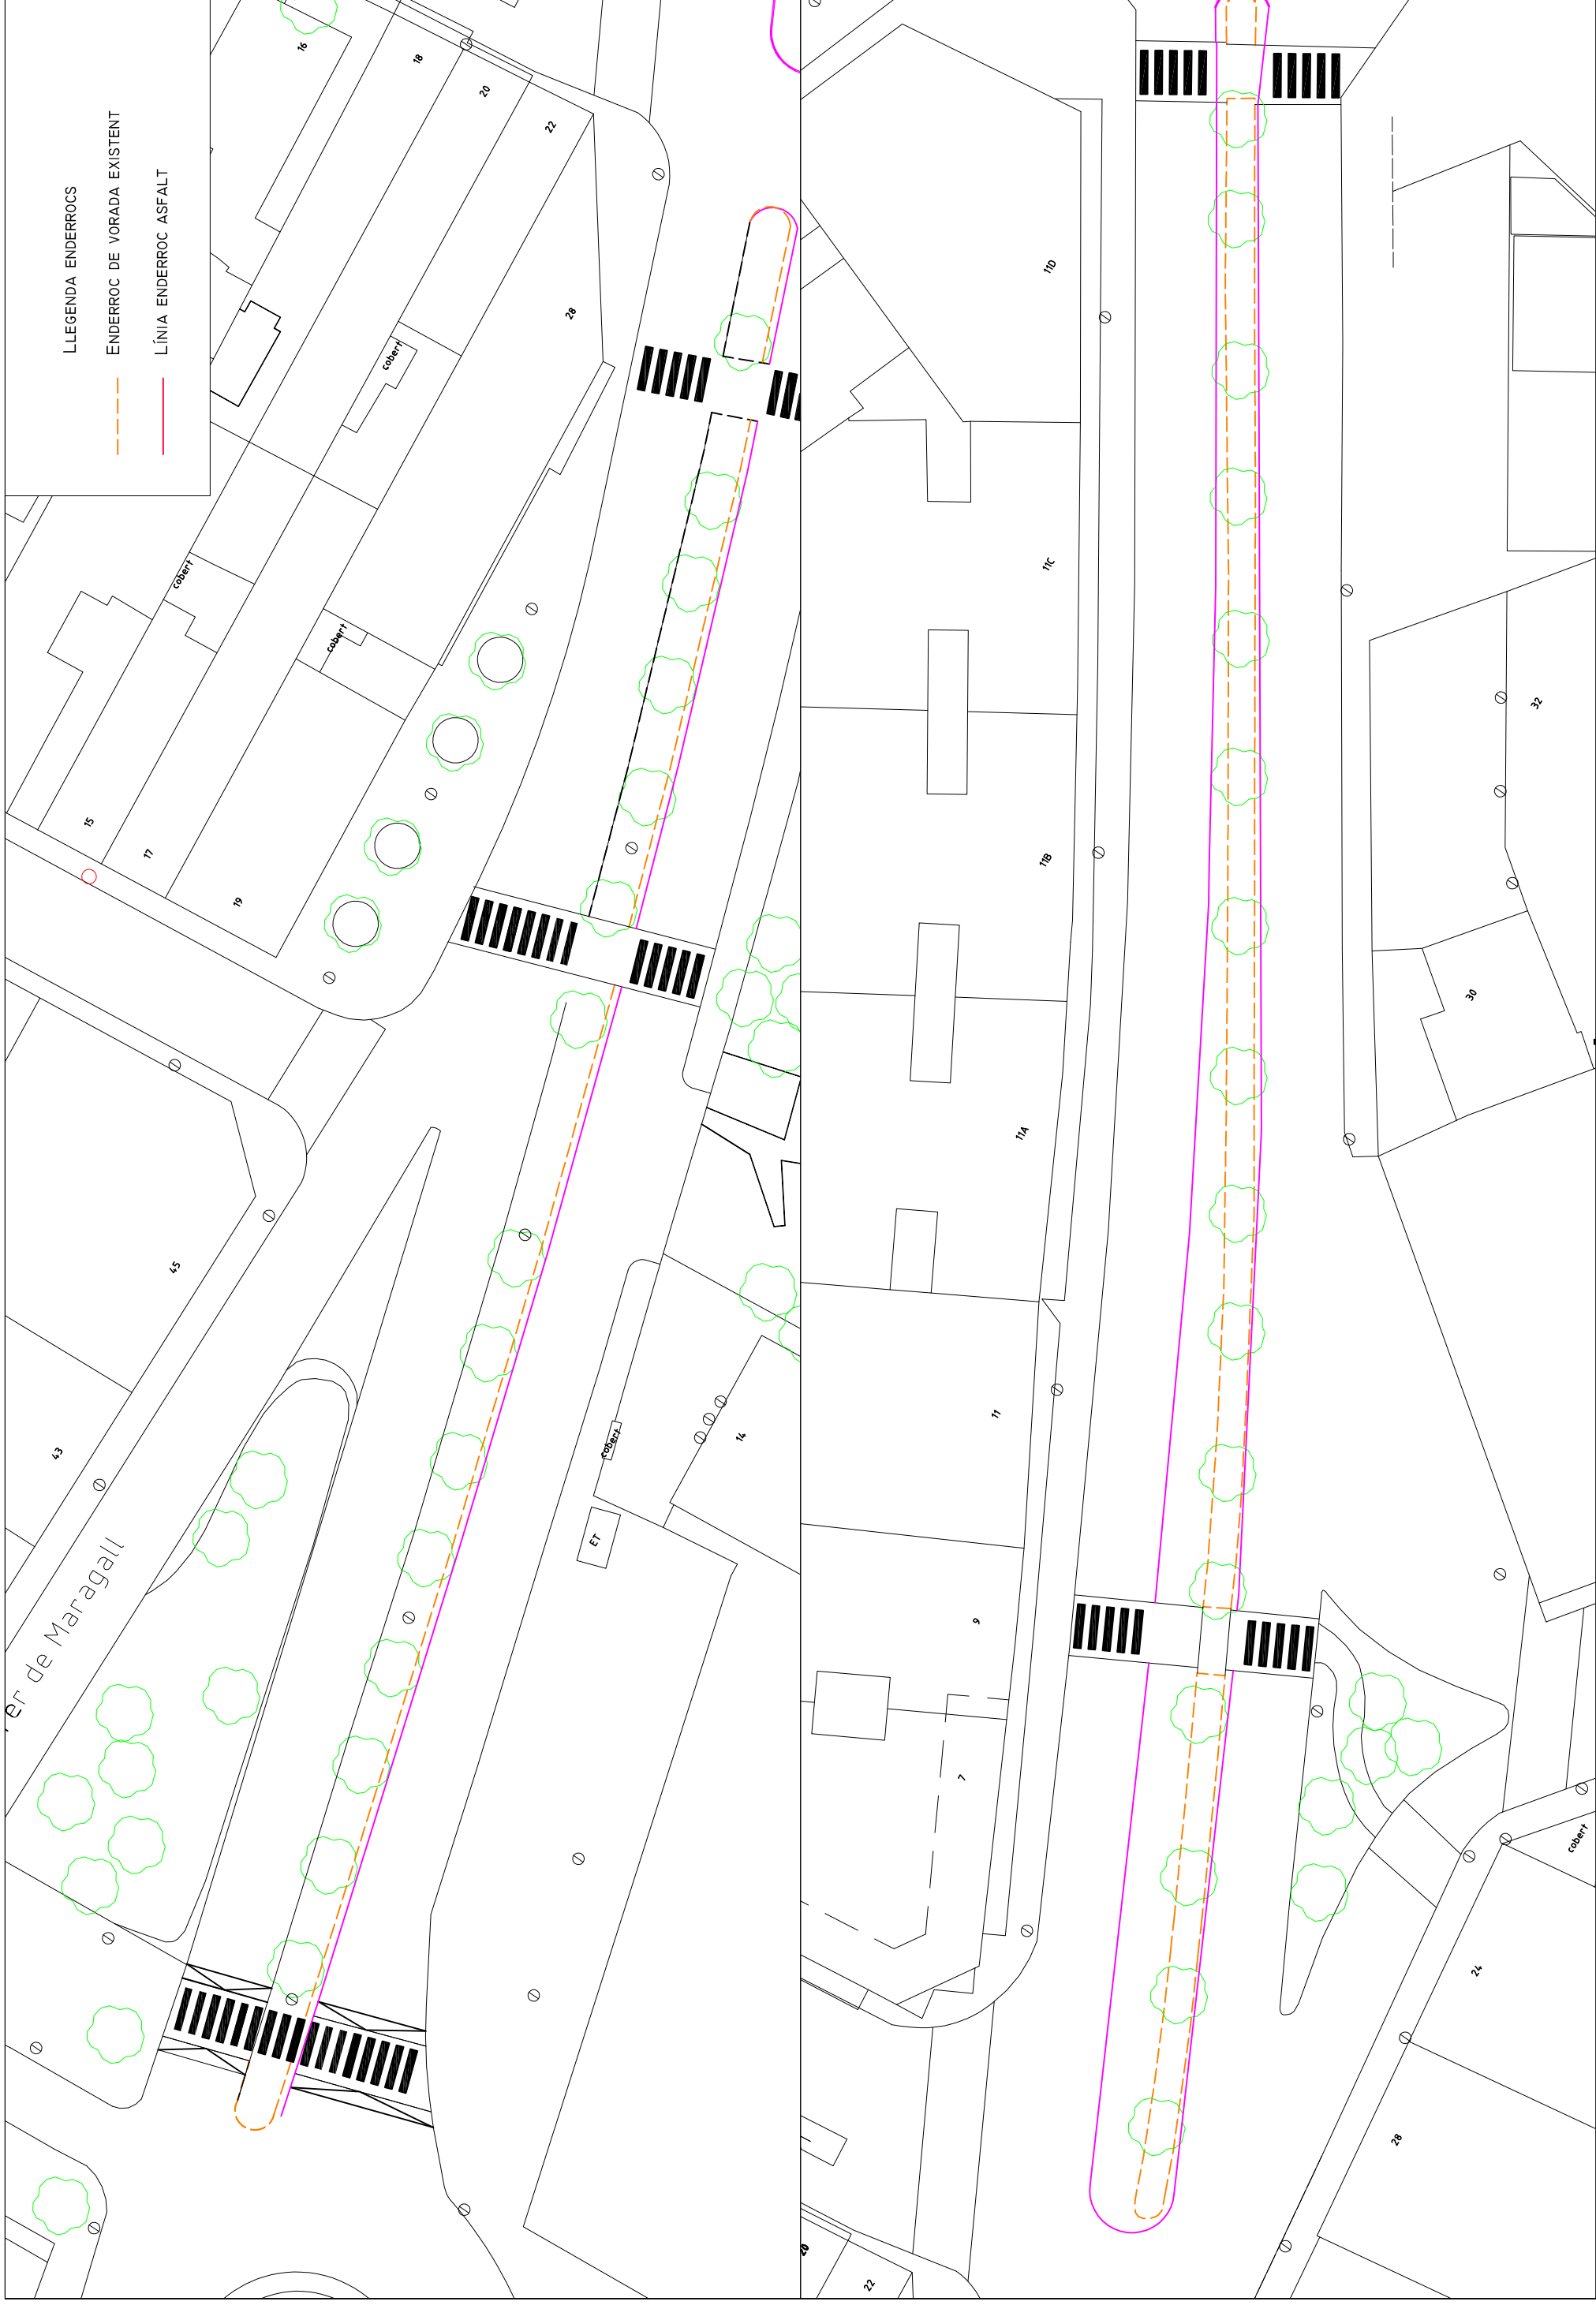 LLEGENDA ENDERROCS
ENDERROC DE VORADA EXISTENT
LÍNIA ENDERROC ASFALT
16
18
20
22
28
cobert
cobert
cobert
15
17
19
45
43
er de Maragall
cobert
14
ET
11D
11C
11B
11A
11
9
7
32
30
24
28
cobert
20
22